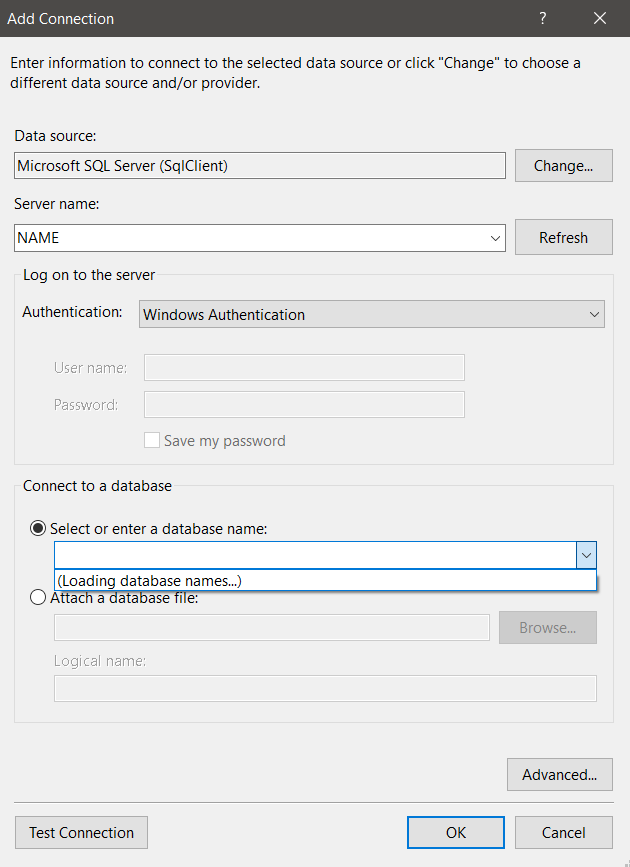 Add Connection
?
Enter information to connect to the selected data source or click "Change" to choose a
different data source and/or provider.
Data source:
Microsoft SQL Server (SqlClient)
Change...
Server name:
NAME
Refresh
Log on to the server
Authentication:
Windows Authentication
User name:
Password:
Save my password
Connect to a database
Select or enter a database name:
(Loading database names...)
Attach a database file:
Browse...
Logical name:
Advanced...
Test Connection
OK
Cancel